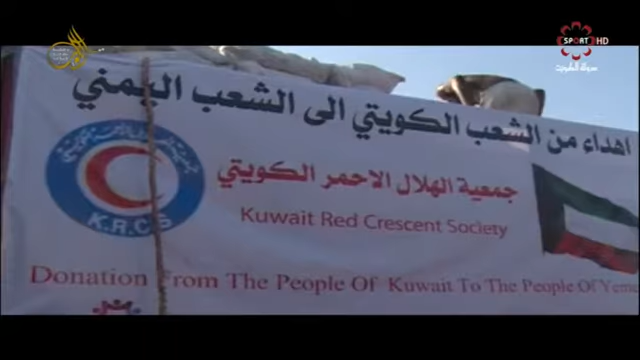 SPORT HD
اهداء من الشعب الكويتي الى الشعب اليمني
جمعية الهلال الاحمر الكويتي
K.R.C.S
Kuwait Red Crescent Society
Donation From The People Of Kuwait To The People Of Yeme